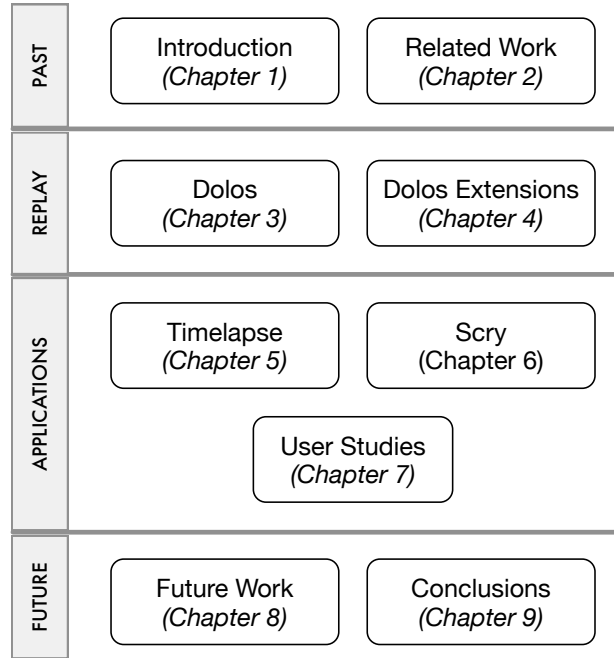 PAST
Introduction
(Chapter 1)
Related Work
(Chapter 2)
REPLAY
Dolos
(Chapter 3)
Dolos Extensions
(Chapter 4)
APPLICATIONS
Timelapse
(Chapter 5)
Scry
(Chapter 6)
User Studies
(Chapter 7)
FUTURE
Future Work
(Chapter 8)
Conclusions
(Chapter 9)